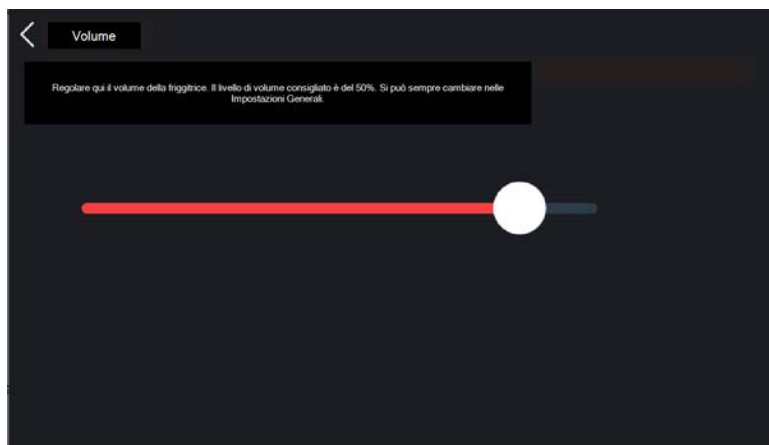 Volume
Regolare qui il volume della friggitrice. Il livello di volume consigliato è del 50%. Si può sempre cambiare nelle
Impostazioni Generali.